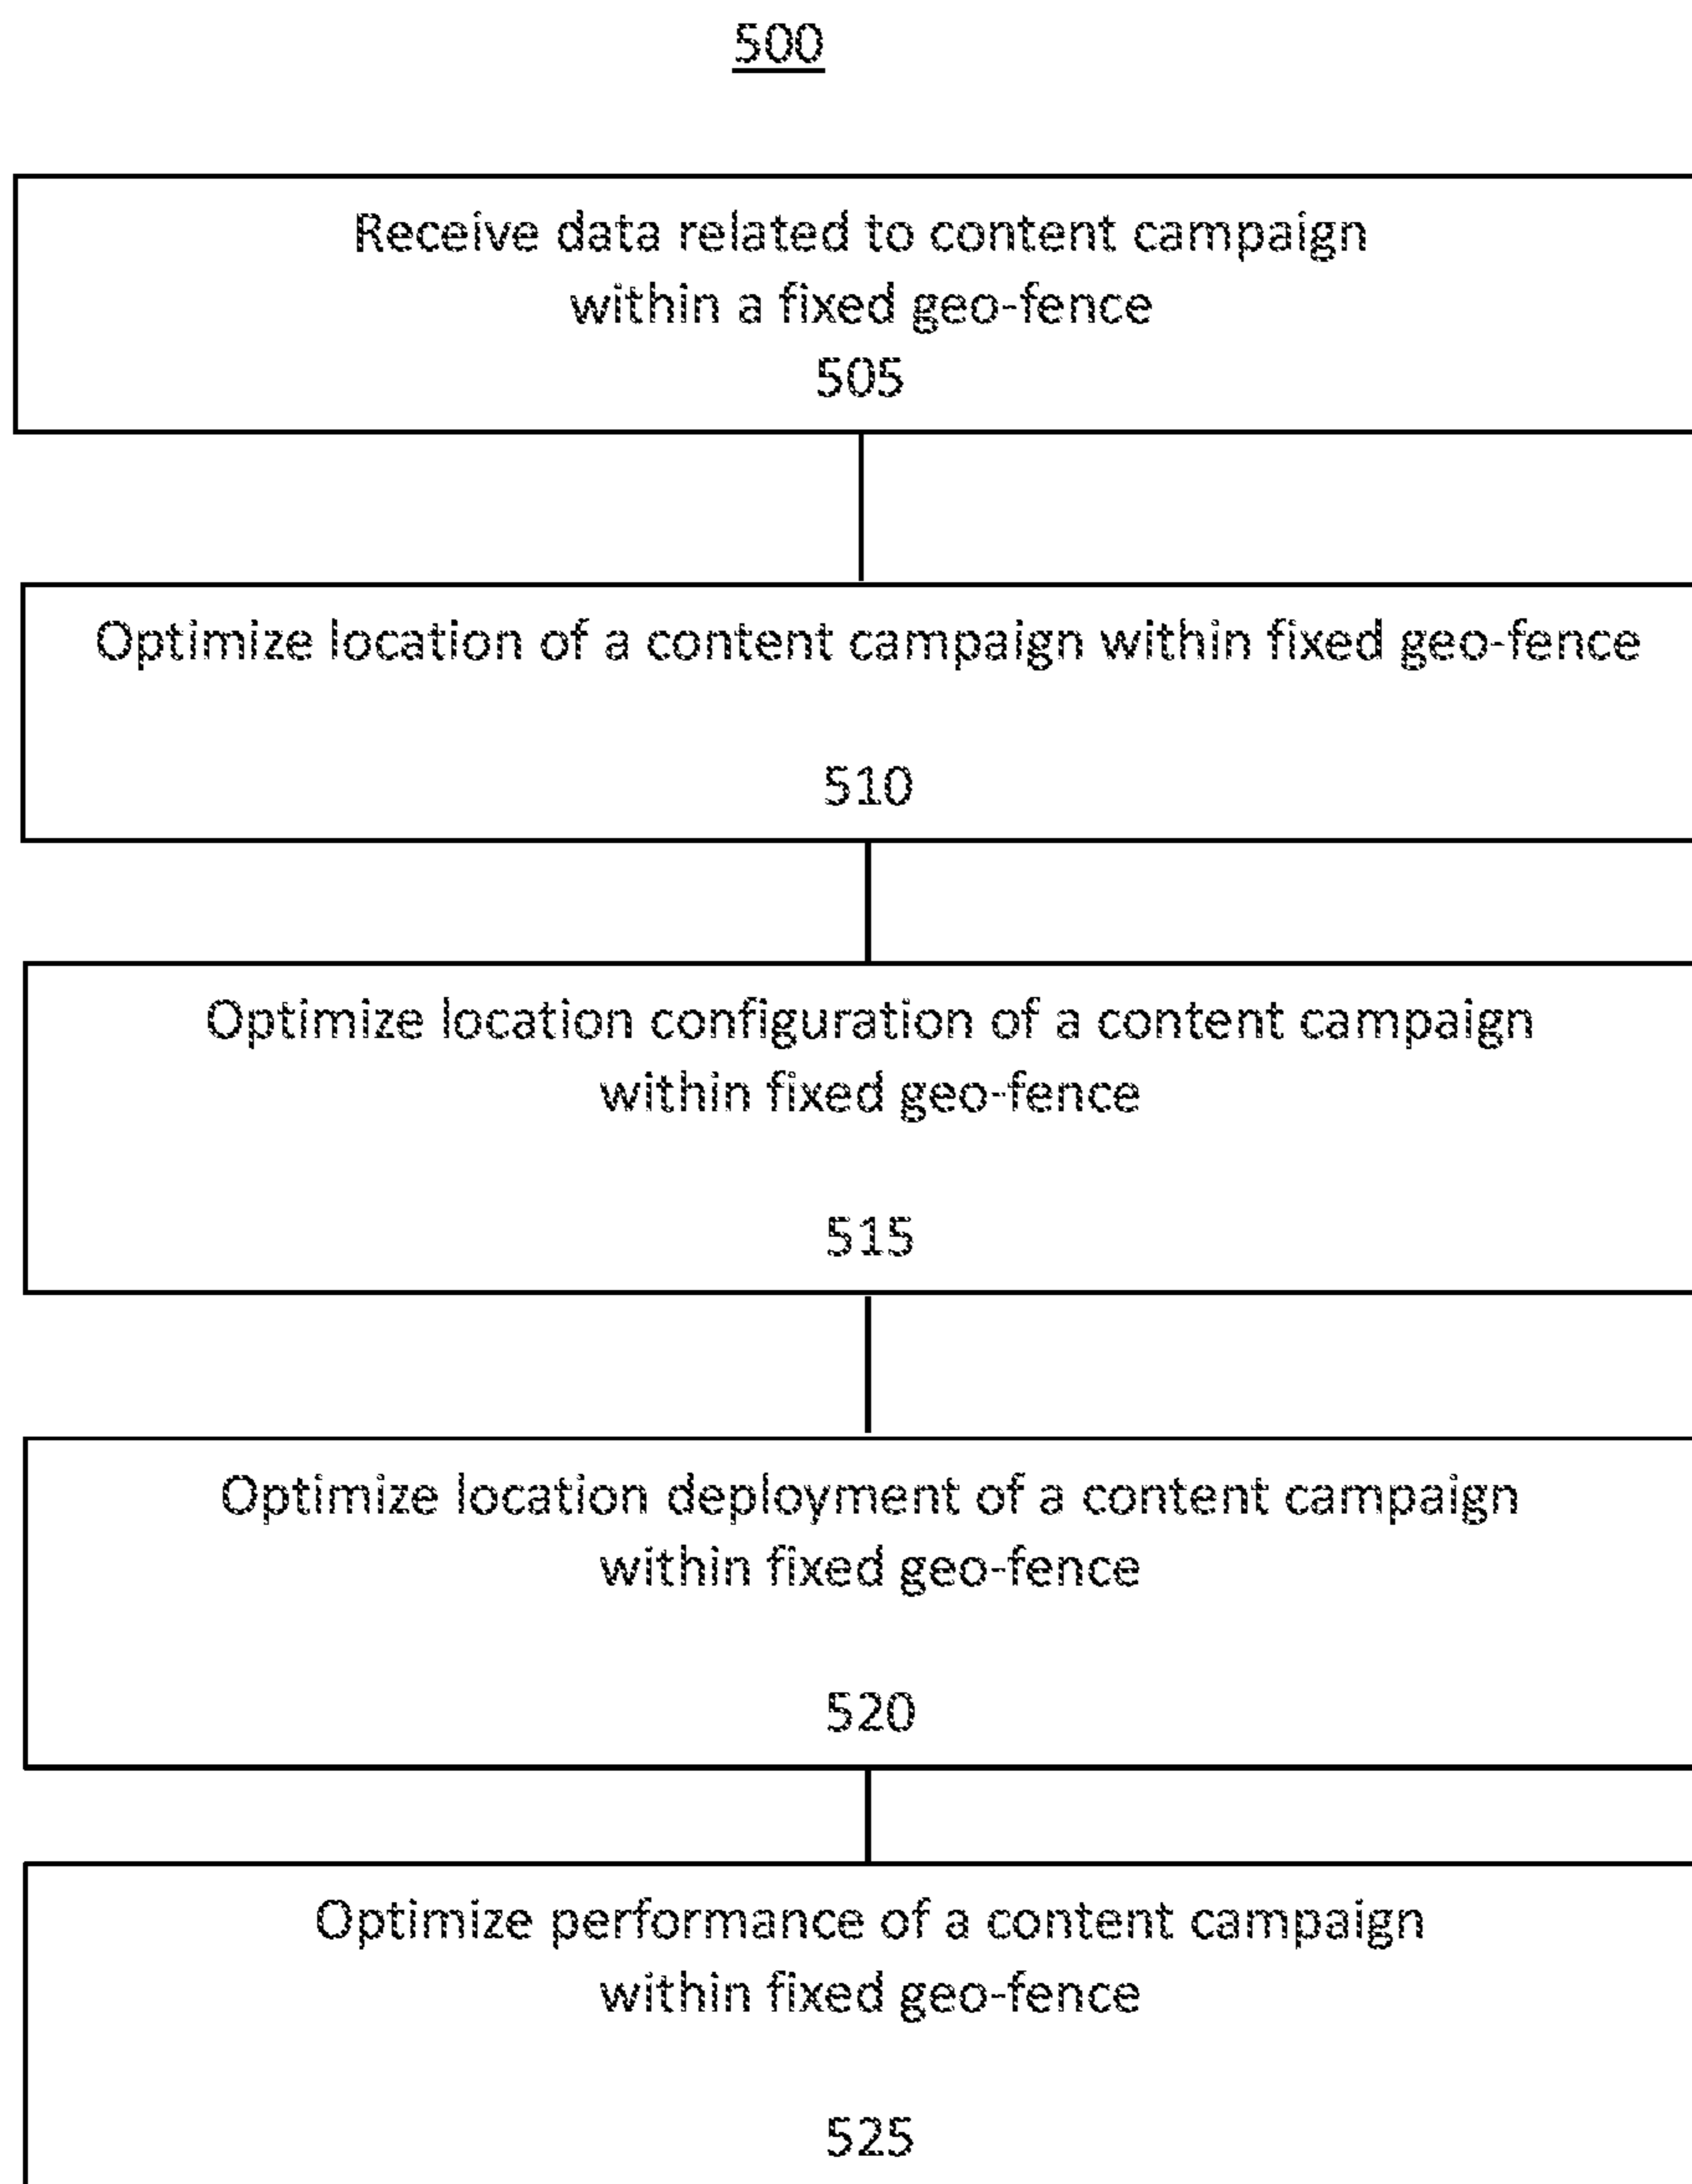 500
Receive data related to content campaign
within a fixed geo-fence
505
Optimize location of a content campaign within fixed geo-fence
510
Optimize location configuration of a content campaign
within fixed geo-fence
515
Optimize location deployment of a content campaign
within fixed geo-fence
520
Optimize performance of a content campaign
within fixed geo-fence
525